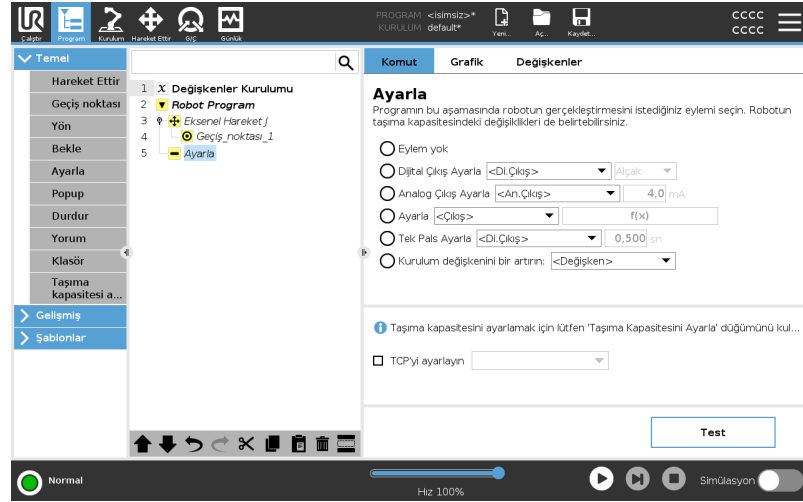 UR
PROGRAM <isimsiz>*
KURULUM default*
cccc
cccc
Çalıştır Program Kurulum Hareket Ettir G/Ç Günlük
Yeni... Aç... Kaydet...
Temel
Hareket Ettir
Geçiş noktası
Yön
Bekle
Ayarla
Popup
Durdur
Yorum
Klasör
Taşıma
kapasitesi a...
Gelişmiş
Şablonlar
1 X Değişkenler Kurulumu
2 Robot Program
3 Eksenel Hareket J
4 Geçiş_noktası_1
5 Ayarla
Komut Grafik Değişkenler
Ayarla
Programın bu aşamasında robotun gerçekleştirmesini istediğiniz eylemi seçin. Robotun
taşıma kapasitesindeki değişiklikleri de belirtebilirsiniz.
Eylem yok
Dijital Çıkış Ayarla <Di.Çıkış> Alçak
Analog Çıkış Ayarla <An.Çıkış> 4,0 mA
Ayarla <Çıkış> f(x)
Tek Pals Ayarla <Di.Çıkış> 0,500 sn
Kurulum değişkenini bir artırın: <Değişken>
Taşıma kapasitesini ayarlamak için lütfen 'Taşıma Kapasitesini Ayarla' düğümünü kul...
TCP'yi ayarlayın
Test
Normal
Hız 100%
Simülasyon